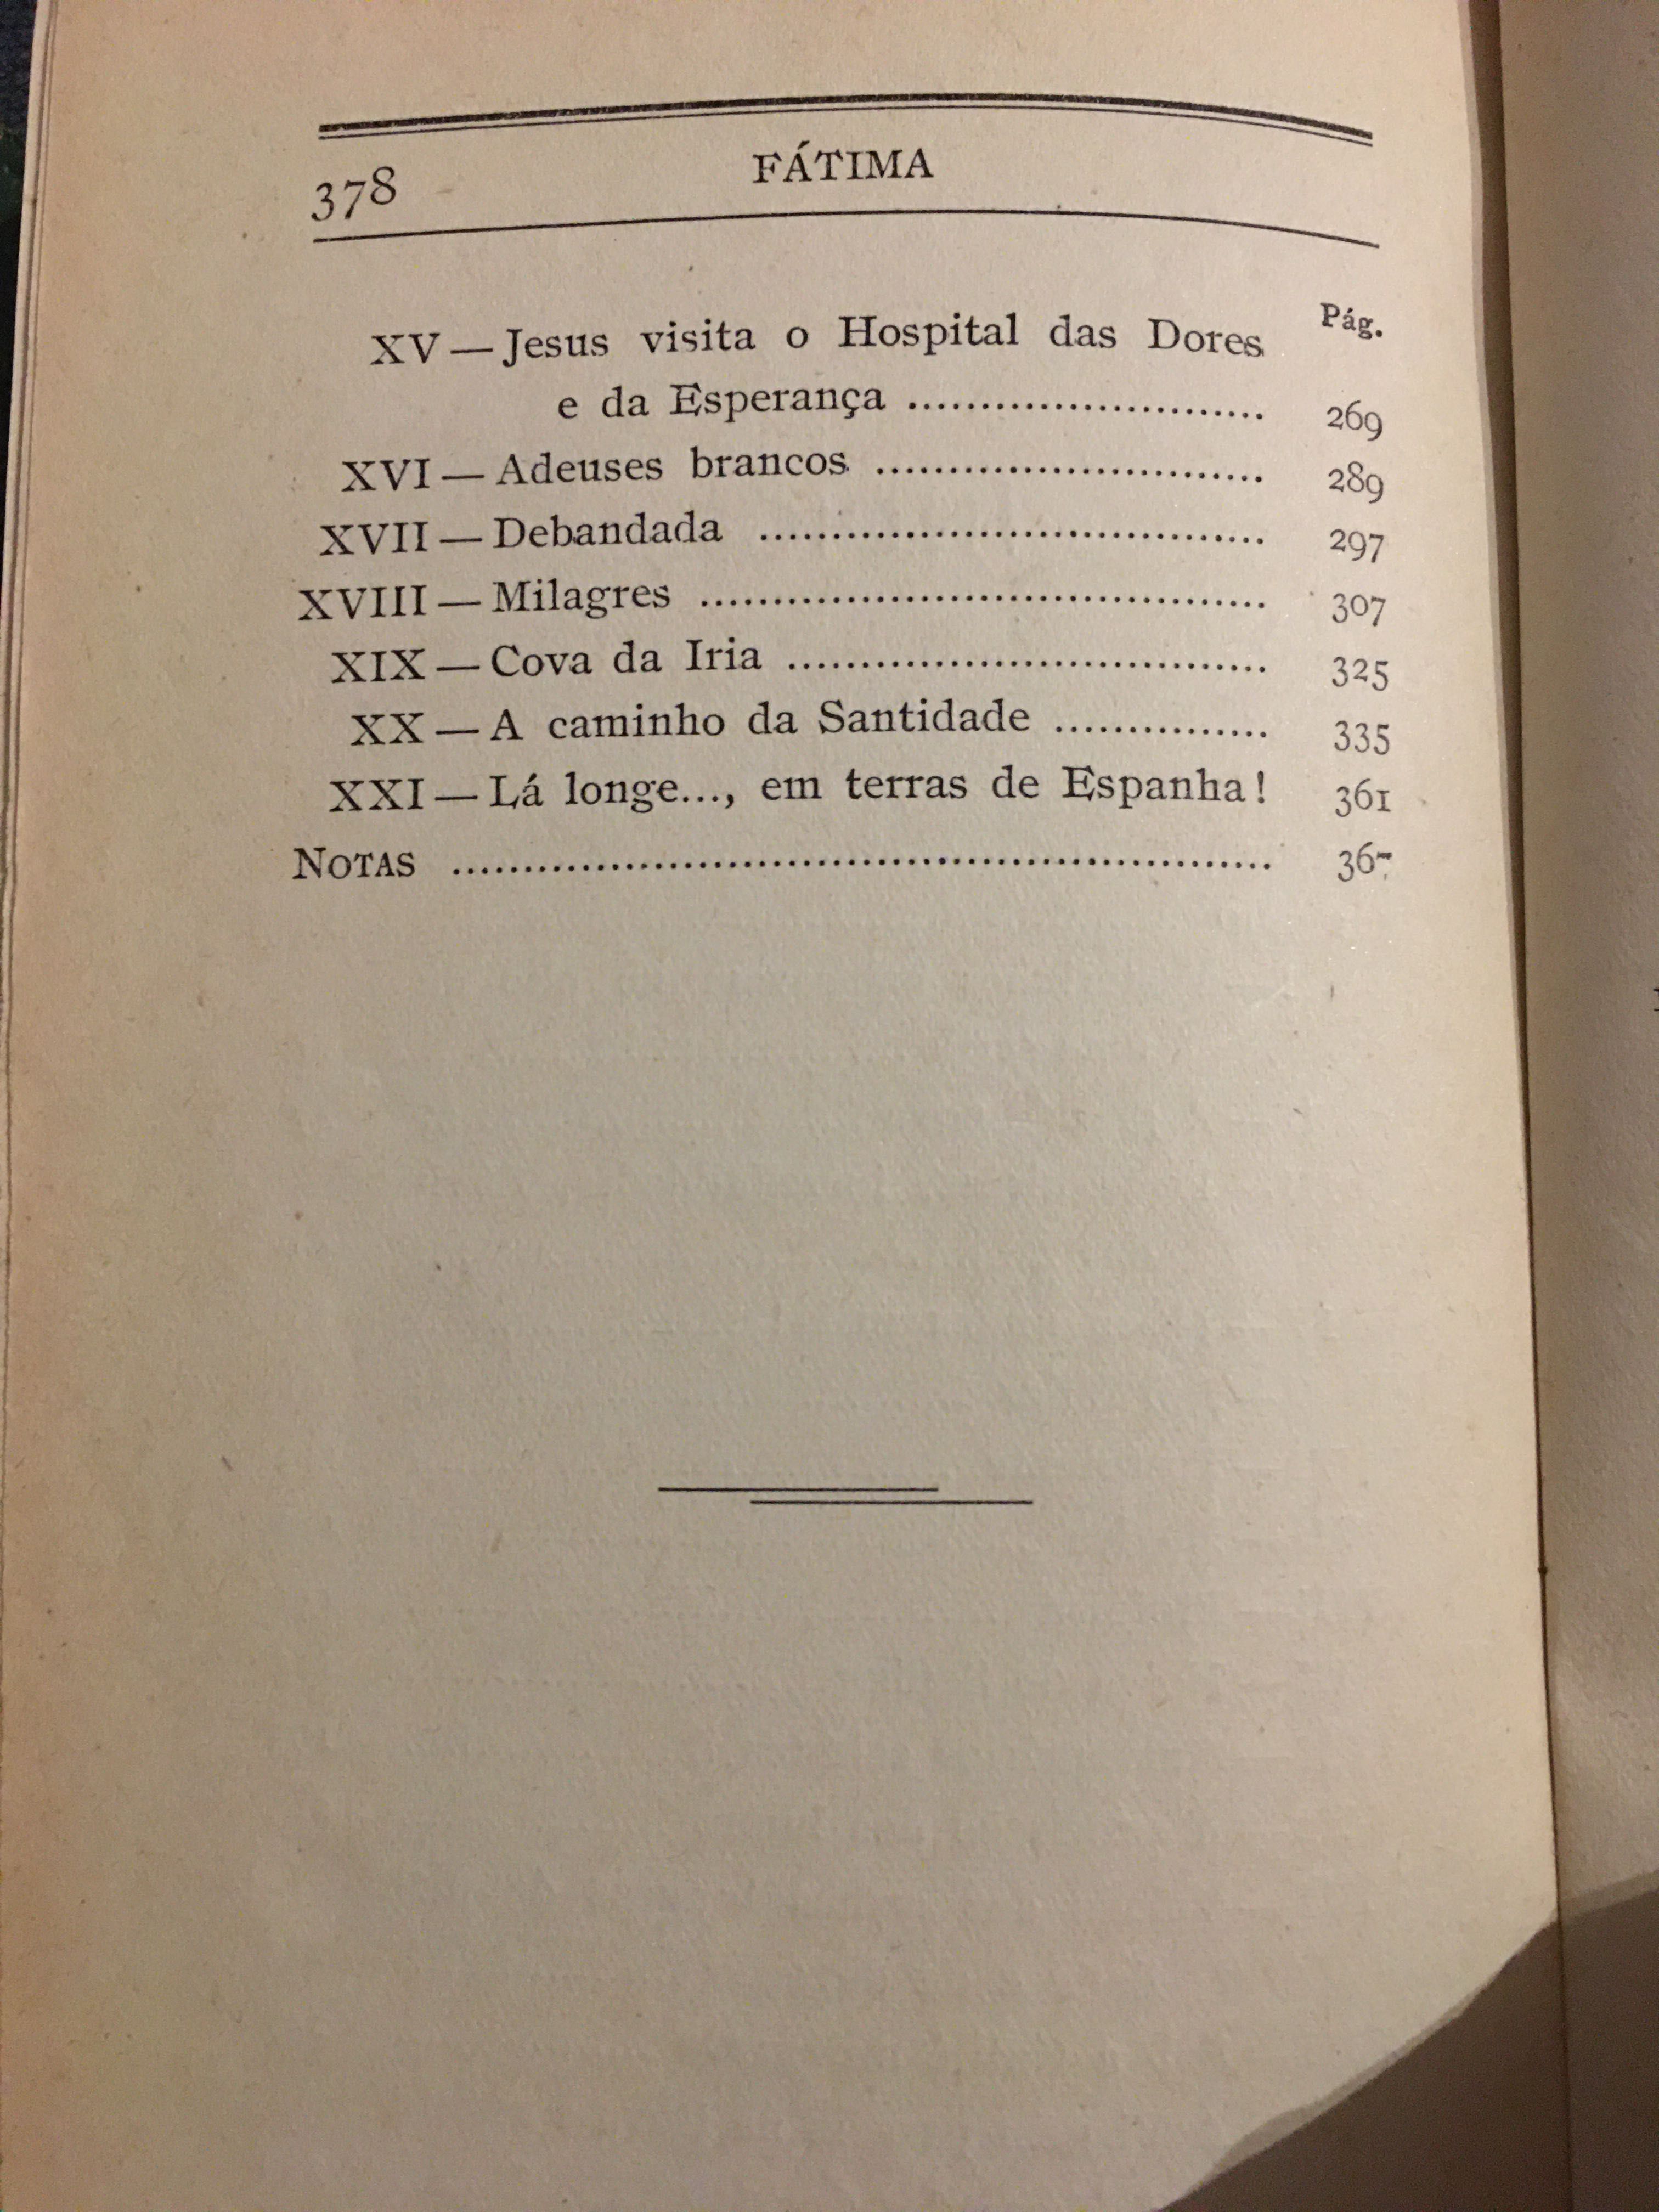 378 FÁTIMA
Pág.
XV — Jesus visita o Hospital das Dores
e da Esperança ......................... 269
XVI — Adeuses brancos ........................... 289
XVII — Debandada ................................... 297
XVIII — Milagres ....................................... 307
XIX — Cova da Iria ................................. 325
XX — A caminho da Santidade ............... 335
XXI — Lá longe..., em terras de Espanha! 361
NOTAS ......................................................... 367